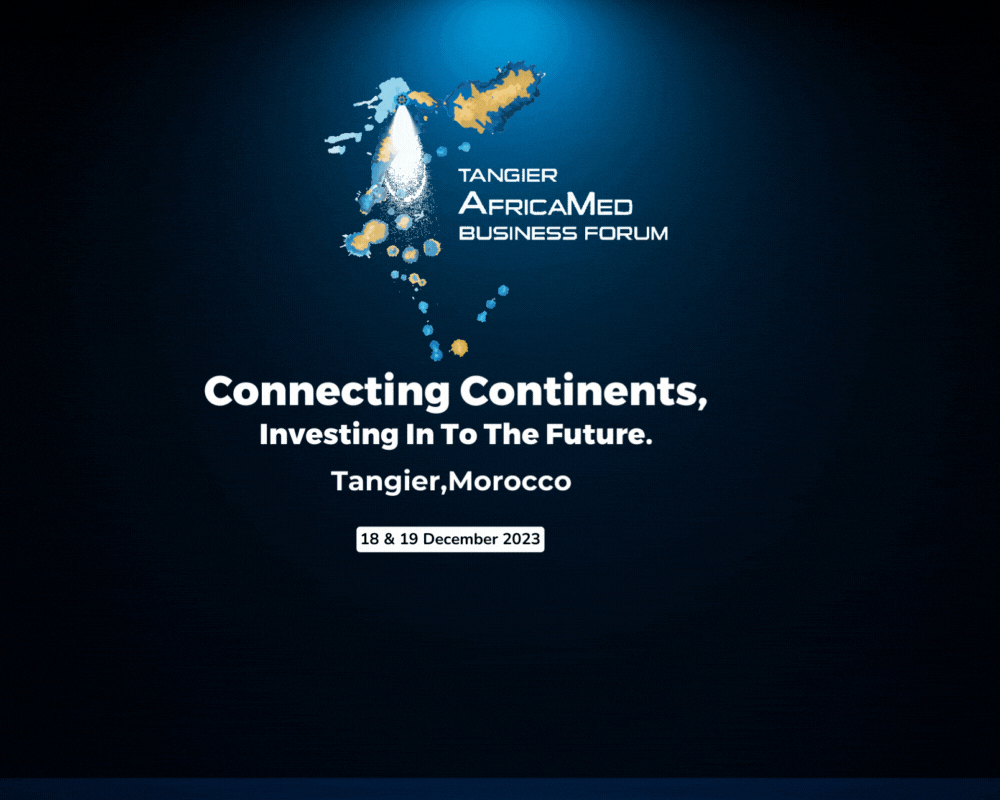 TANGIER
AFRICAMED
BUSINESS FORUM
Connecting Continents,
Investing In To The Future.
Tangier,Morocco
18 & 19 December 2023